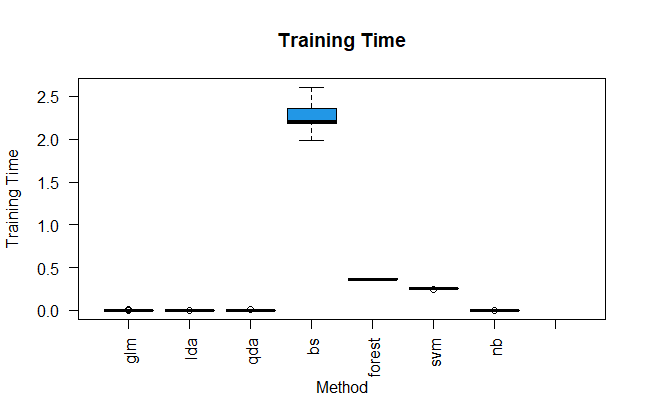 Training Time
Training Time
2.5
2.0
1.5
1.0
0.5
0.0
glm
lda
qda
bs
forest
svm
nb
Method